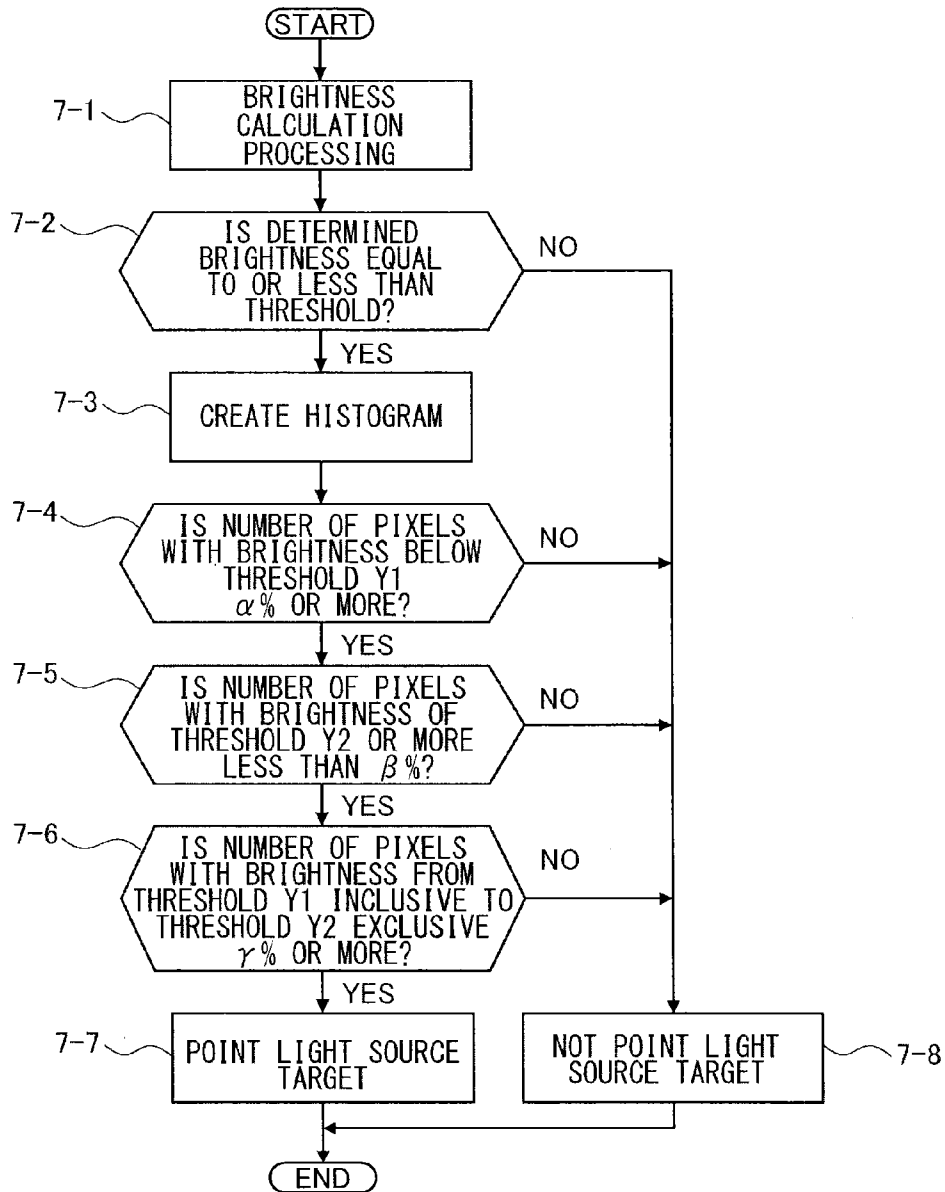 START
7-1
BRIGHTNESS
CALCULATION
PROCESSING
7-2
IS DETERMINED
BRIGHTNESS EQUAL
TO OR LESS THAN
THRESHOLD?
NO
YES
7-3
CREATE HISTOGRAM
7-4
IS NUMBER OF PIXELS
WITH BRIGHTNESS BELOW
THRESHOLD Y1
α% OR MORE?
NO
YES
7-5
IS NUMBER OF PIXELS
WITH BRIGHTNESS OF
THRESHOLD Y2 OR MORE
LESS THAN β%?
NO
YES
7-6
IS NUMBER OF PIXELS
WITH BRIGHTNESS FROM
THRESHOLD Y1 INCLUSIVE TO
THRESHOLD Y2 EXCLUSIVE
γ% OR MORE?
NO
YES
7-7
POINT LIGHT SOURCE
TARGET
NOT POINT LIGHT
SOURCE TARGET
7-8
END